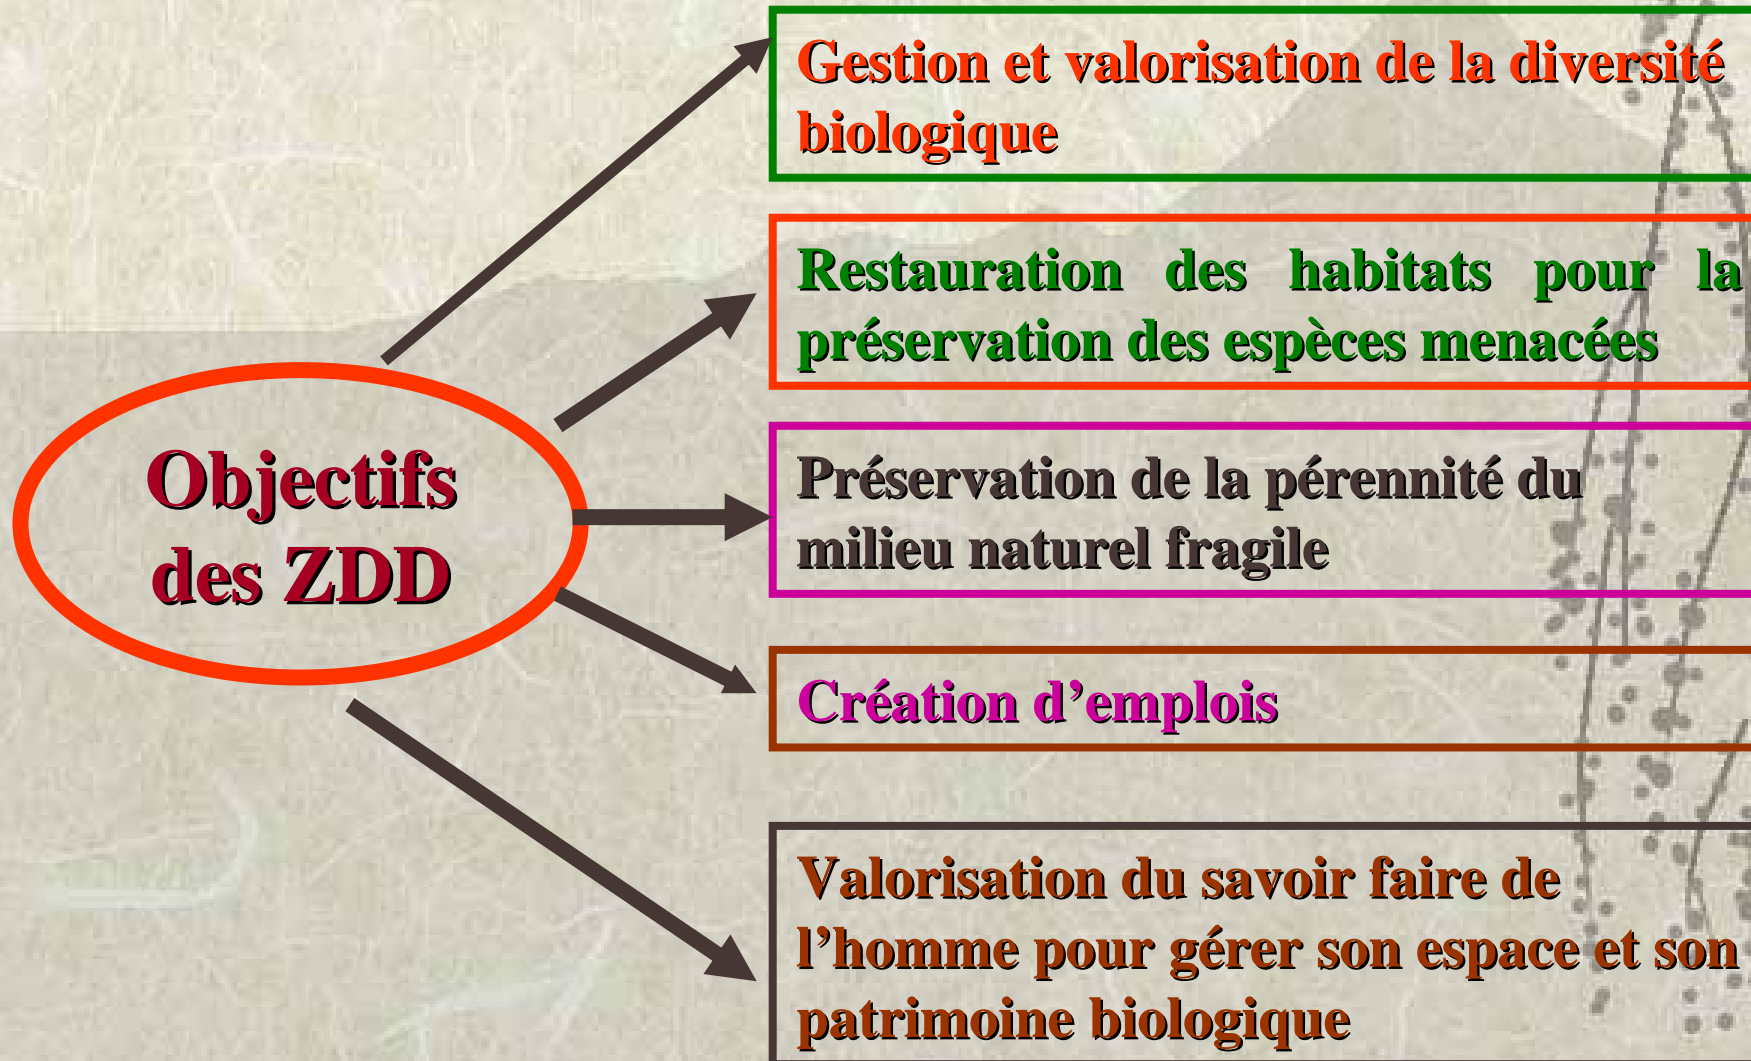 Objectifs
des ZDD
Gestion et valorisation de la diversité
biologique
Restauration des habitats pour la
préservation des espèces menacées
Préservation de la pérennité du
milieu naturel fragile
Création d’emplois
Valorisation du savoir faire de
l’homme pour gérer son espace et son
patrimoine biologique